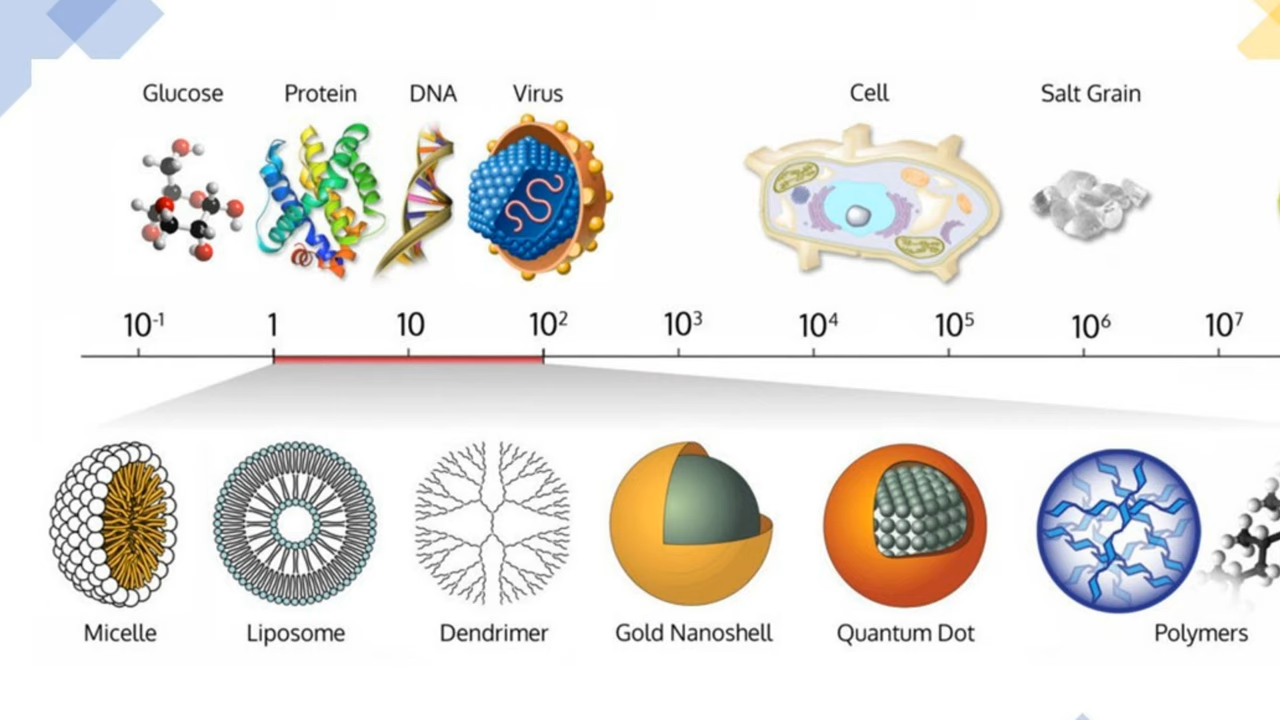 Glucose Protein DNA Virus Cell Salt Grain
10⁻¹ 1 10 10² 10³ 10⁴ 10⁵ 10⁶ 10⁷
Micelle Liposome Dendrimer Gold Nanoshell Quantum Dot Polymers